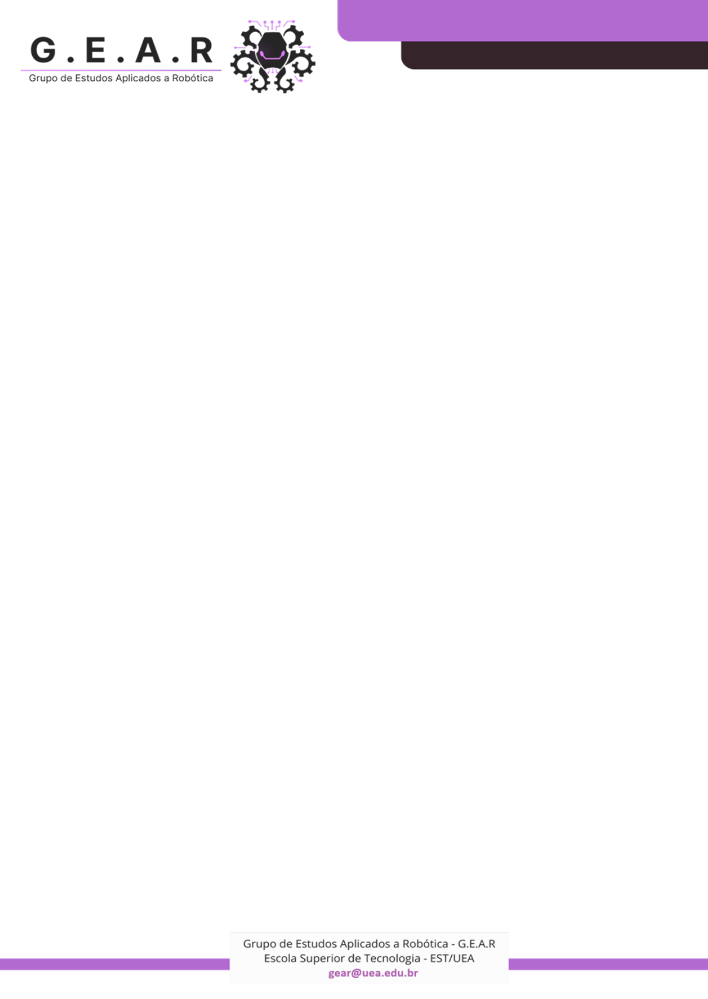 G.E.A.R
Grupo de Estudos Aplicados a Robótica
Grupo de Estudos Aplicados a Robótica - G.E.A.R
Escola Superior de Tecnologia - EST/UEA
gear@uea.edu.br